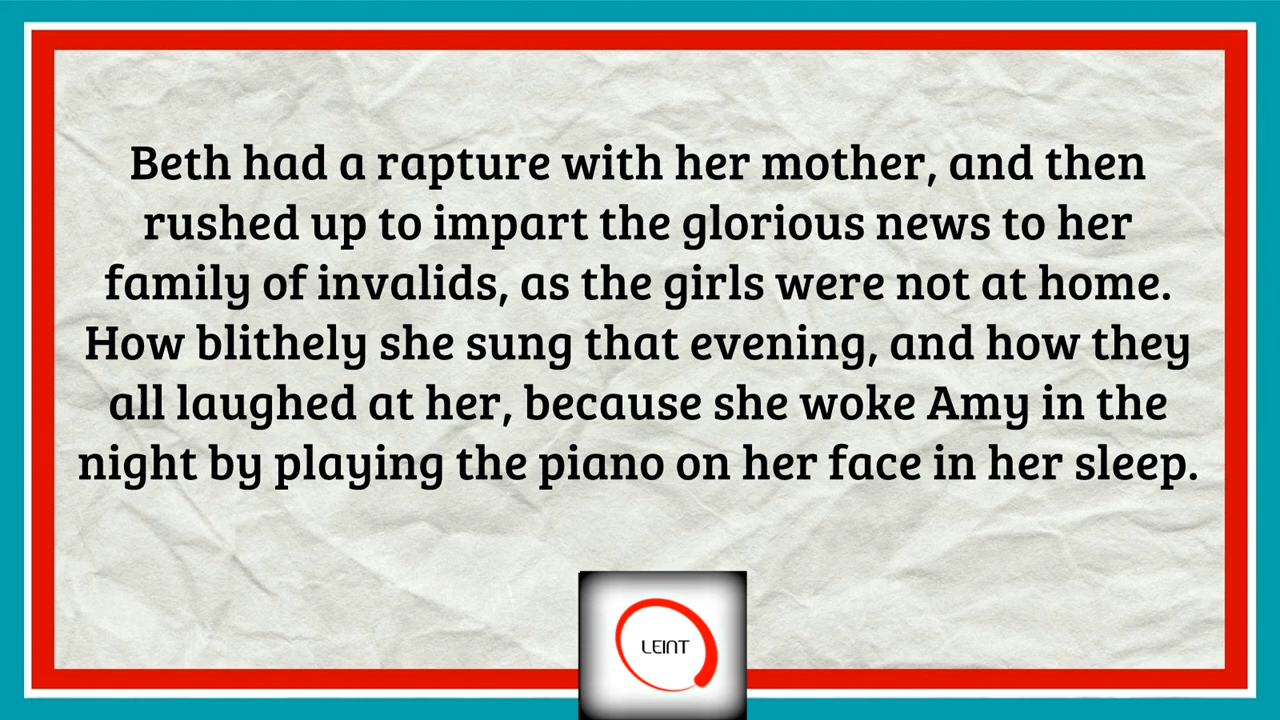 Beth had a rapture with her mother, and then
rushed up to impart the glorious news to her
family of invalids, as the girls were not at home.
How blithely she sung that evening, and how they
all laughed at her, because she woke Amy in the
night by playing the piano on her face in her sleep.
LEINT